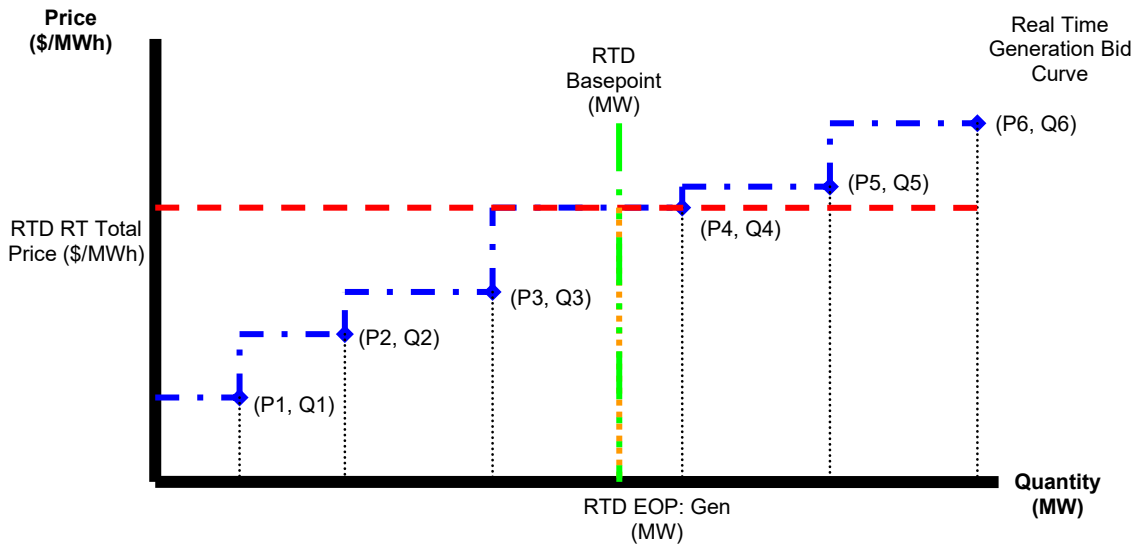 Price
($/MWh)
Real Time
Generation Bid
Curve
RTD
Basepoint
(MW)
(P6, Q6)
(P5, Q5)
RTD RT Total
Price ($/MWh)
(P4, Q4)
(P3, Q3)
(P2, Q2)
(P1, Q1)
Quantity
(MW)
RTD EOP: Gen
(MW)